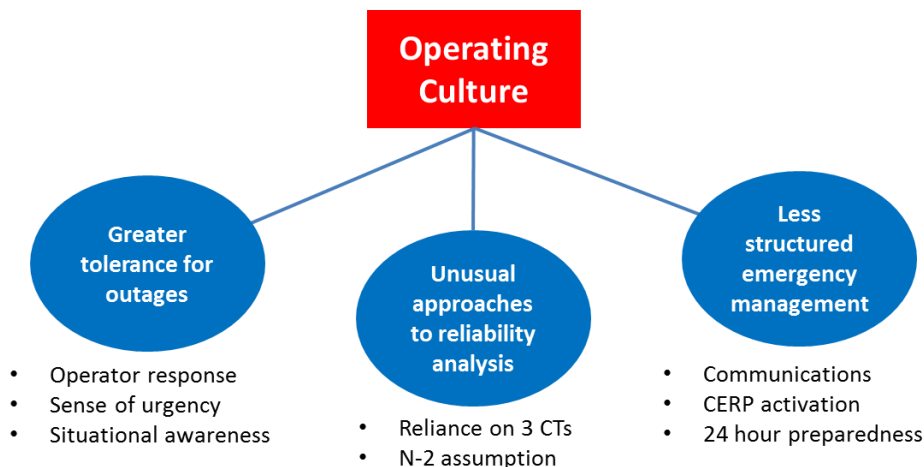 Operating
Culture
Greater
tolerance for
outages
• Operator response
• Sense of urgency
• Situational awareness
Unusual
approaches
to reliability
analysis
• Reliance on 3 CTs
• N-2 assumption
Less
structured
emergency
management
• Communications
• CERP activation
• 24 hour preparedness